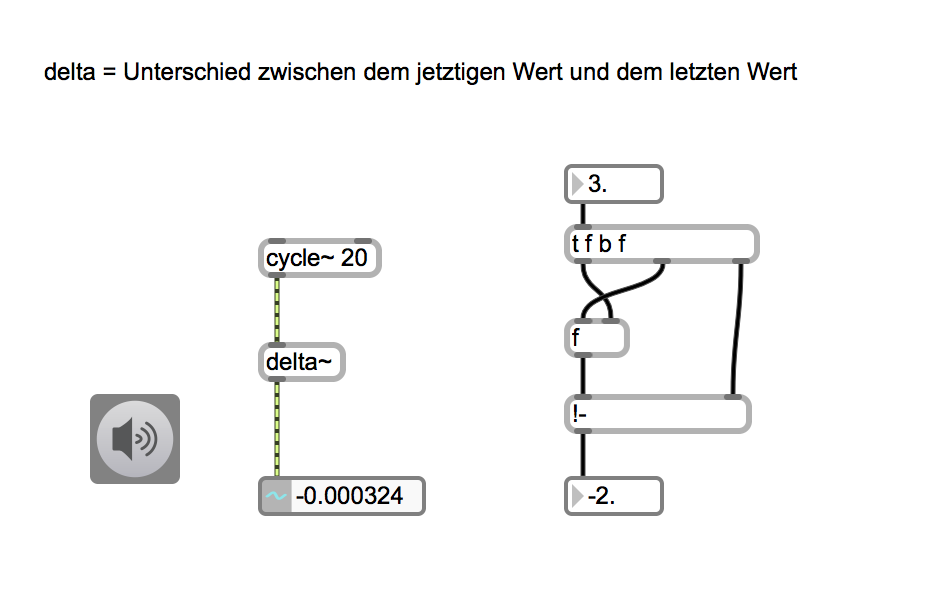 delta = Unterschied zwischen dem jetztigen Wert und dem letzten Wert
3.
t f b f
cycle~ 20
f
delta~
!-
-0.000324
-2.